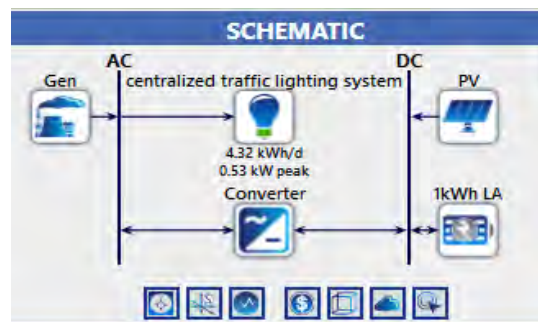 SCHEMATIC
AC
DC
Gen
centralized traffic lighting system
PV
4.32 kWh/d
0.53 kW peak
Converter
1kWh LA